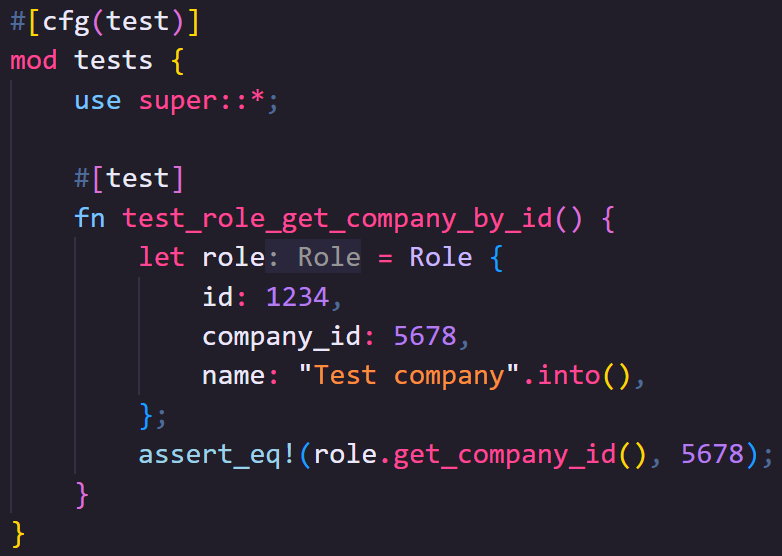 #[cfg(test)]
mod tests {
    use super::*;

    #[test]
    fn test_role_get_company_by_id() {
        let role: Role = Role {
            id: 1234,
            company_id: 5678,
            name: "Test company".into(),
        };
        assert_eq!(role.get_company_id(), 5678);
    }
}